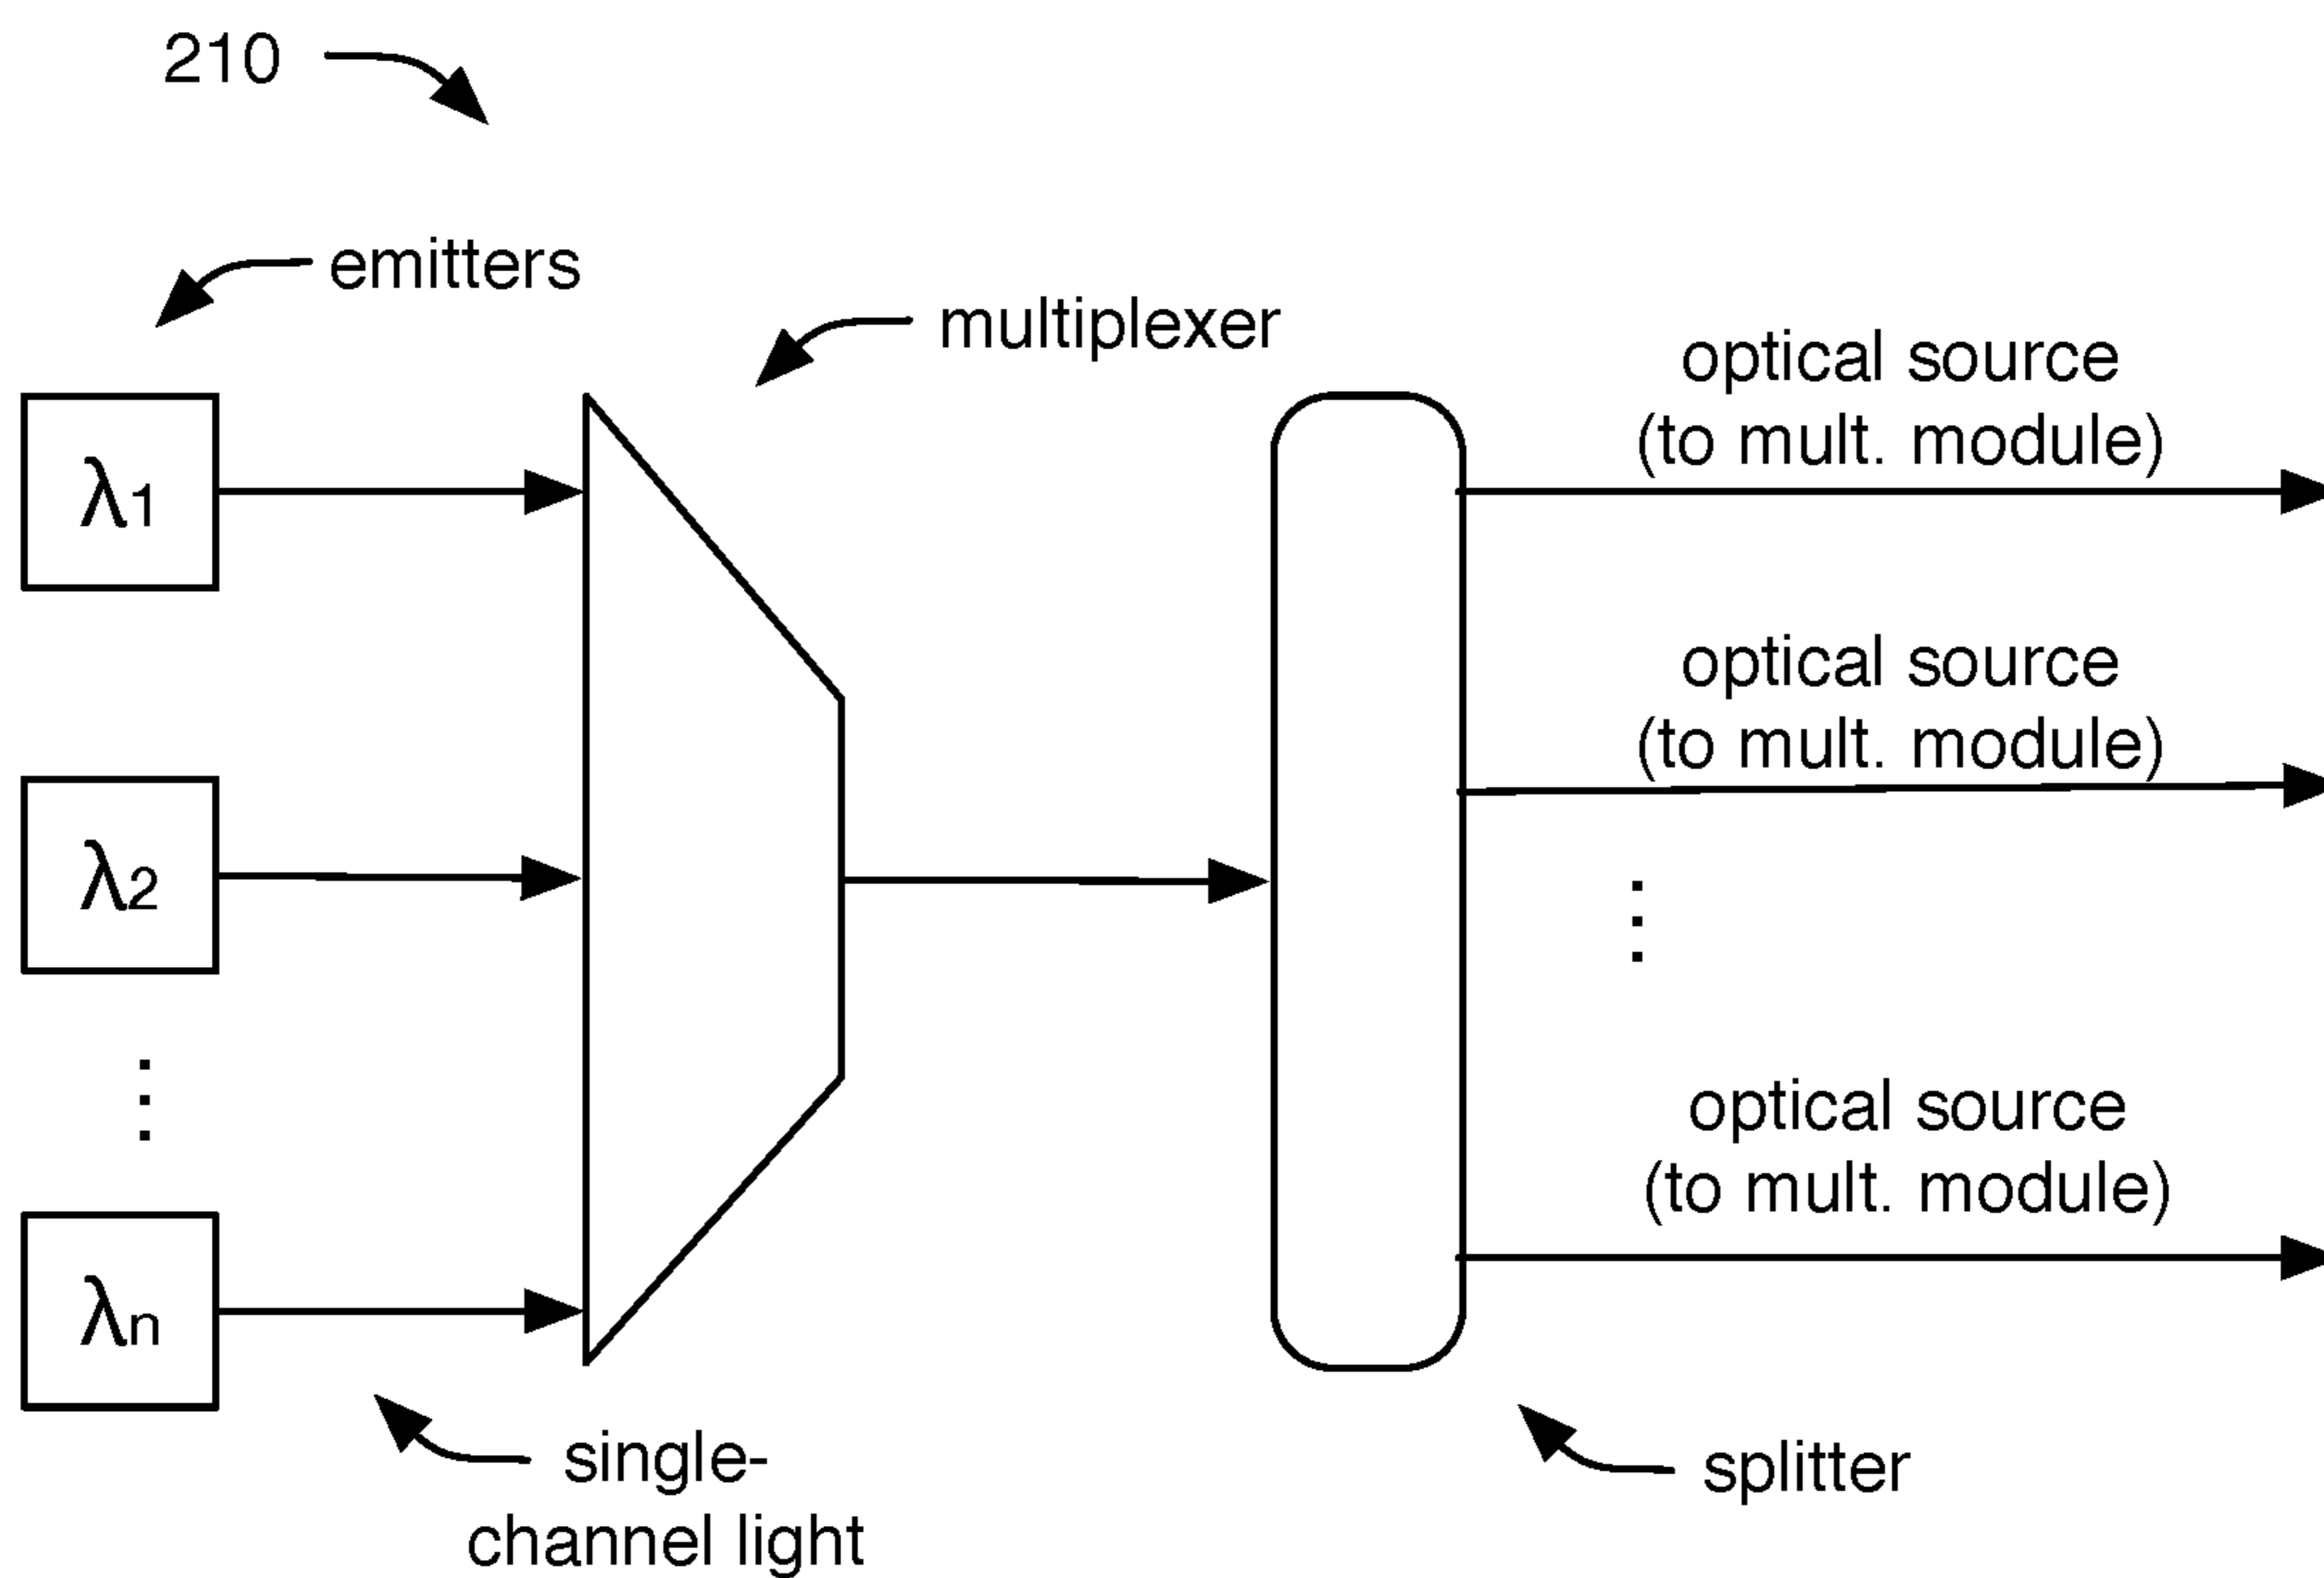 210
emitters
multiplexer
optical source
(to mult. module)
λ1
optical source
(to mult. module)
λ2
optical source
(to mult. module)
λn
single-
channel light
splitter